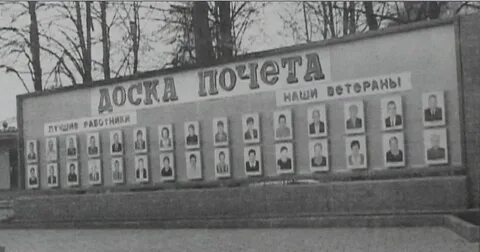 ДОСКА ПОЧЕТА
ЛУЧШИЕ РАБОТНИКИ
НАШИ ВЕТЕРАНЫ